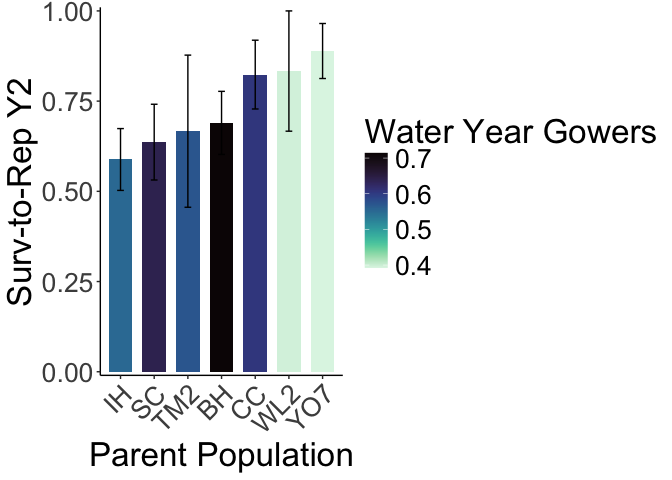 Surv-to-Rep Y2
1.00
0.75
0.50
0.25
0.00
IH
SC
TM2
BH
CC
WL2
YO7
Parent Population
Water Year Gowers
0.7
0.6
0.5
0.4